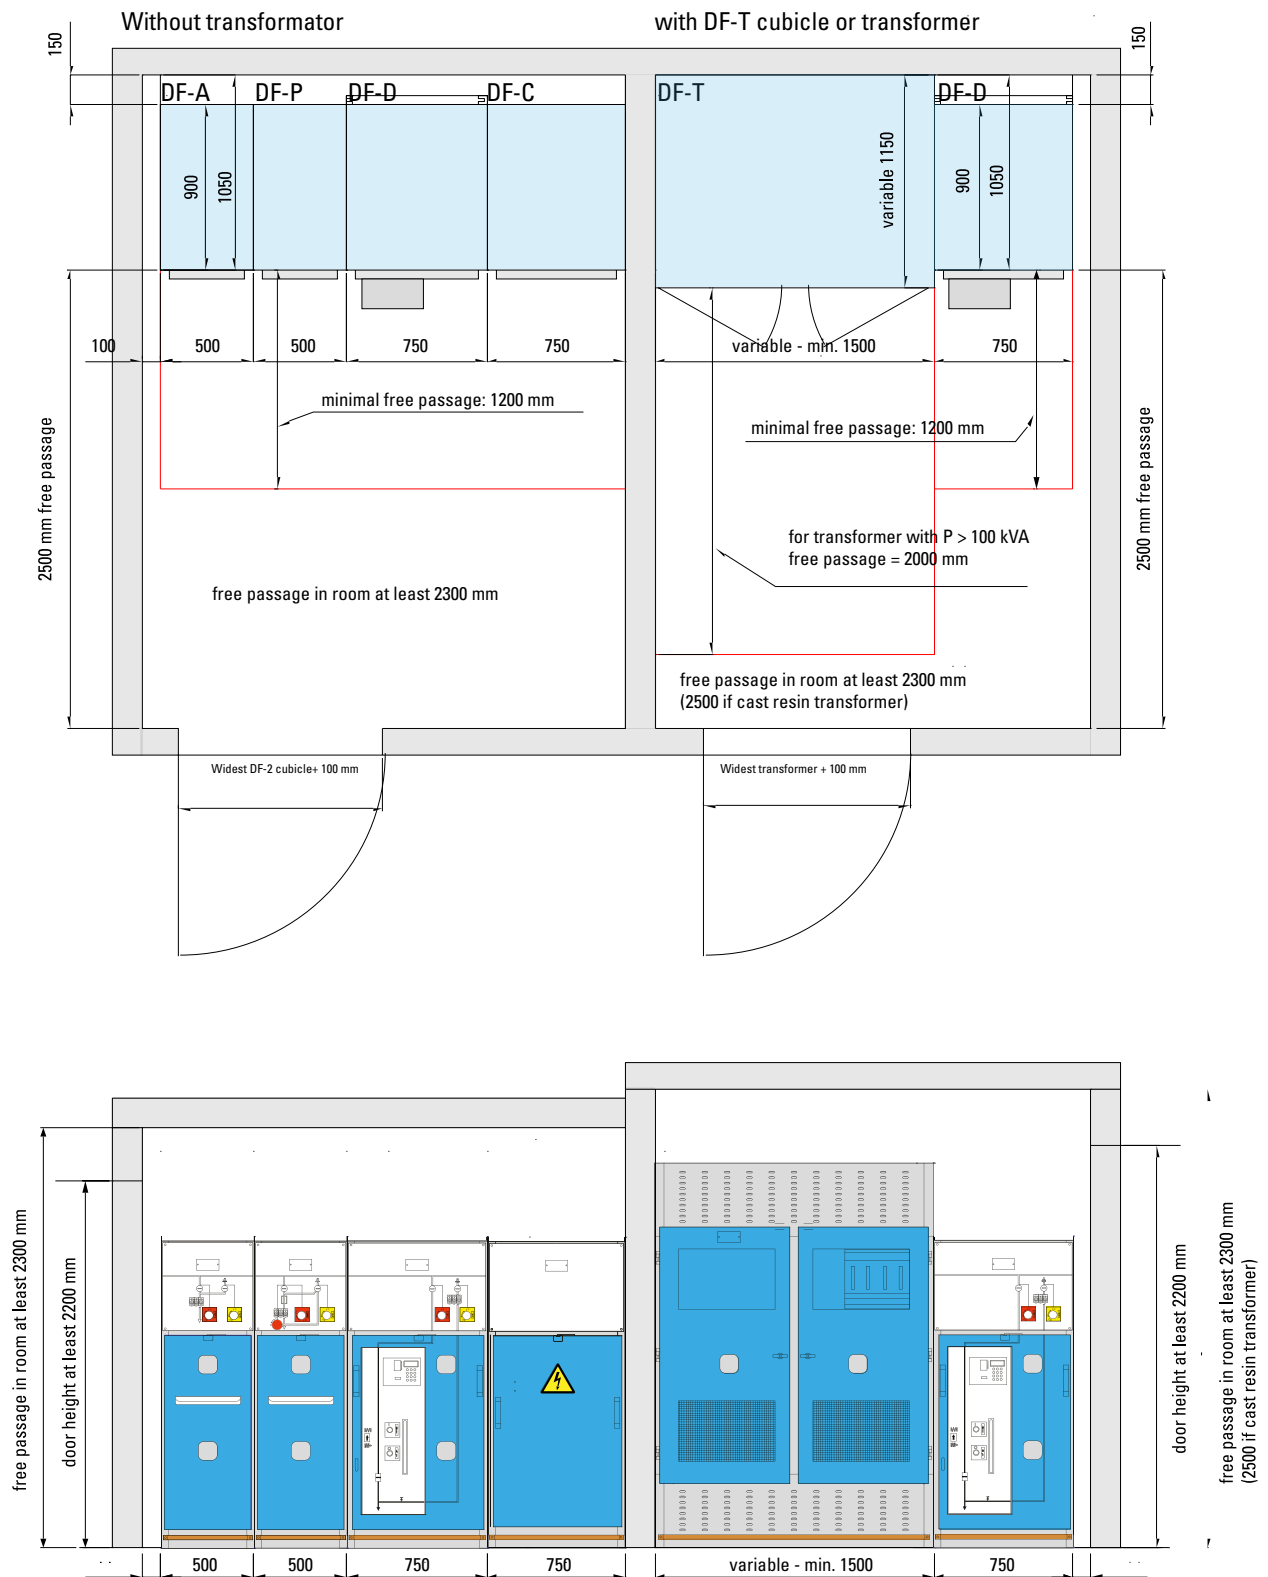 Without transformator
with DF-T cubicle or transformer
150
150
DF-A
DF-P
DF-D
DF-C
DF-T
DF-D
900
1050
variable 1150
900
1050
100
500
500
750
750
variable - min. 1500
750
minimal free passage: 1200 mm
minimal free passage: 1200 mm
2500 mm free passage
2500 mm free passage
for transformer with P > 100 kVA
free passage = 2000 mm
free passage in room at least 2300 mm
free passage in room at least 2300 mm
(2500 if cast resin transformer)
Widest DF-2 cubicle+ 100 mm
Widest transformer + 100 mm
free passage in room at least 2300 mm
door height at least 2200 mm
door height at least 2200 mm
free passage in room at least 2300 mm
(2500 if cast resin transformer)
500
500
750
750
variable - min. 1500
750